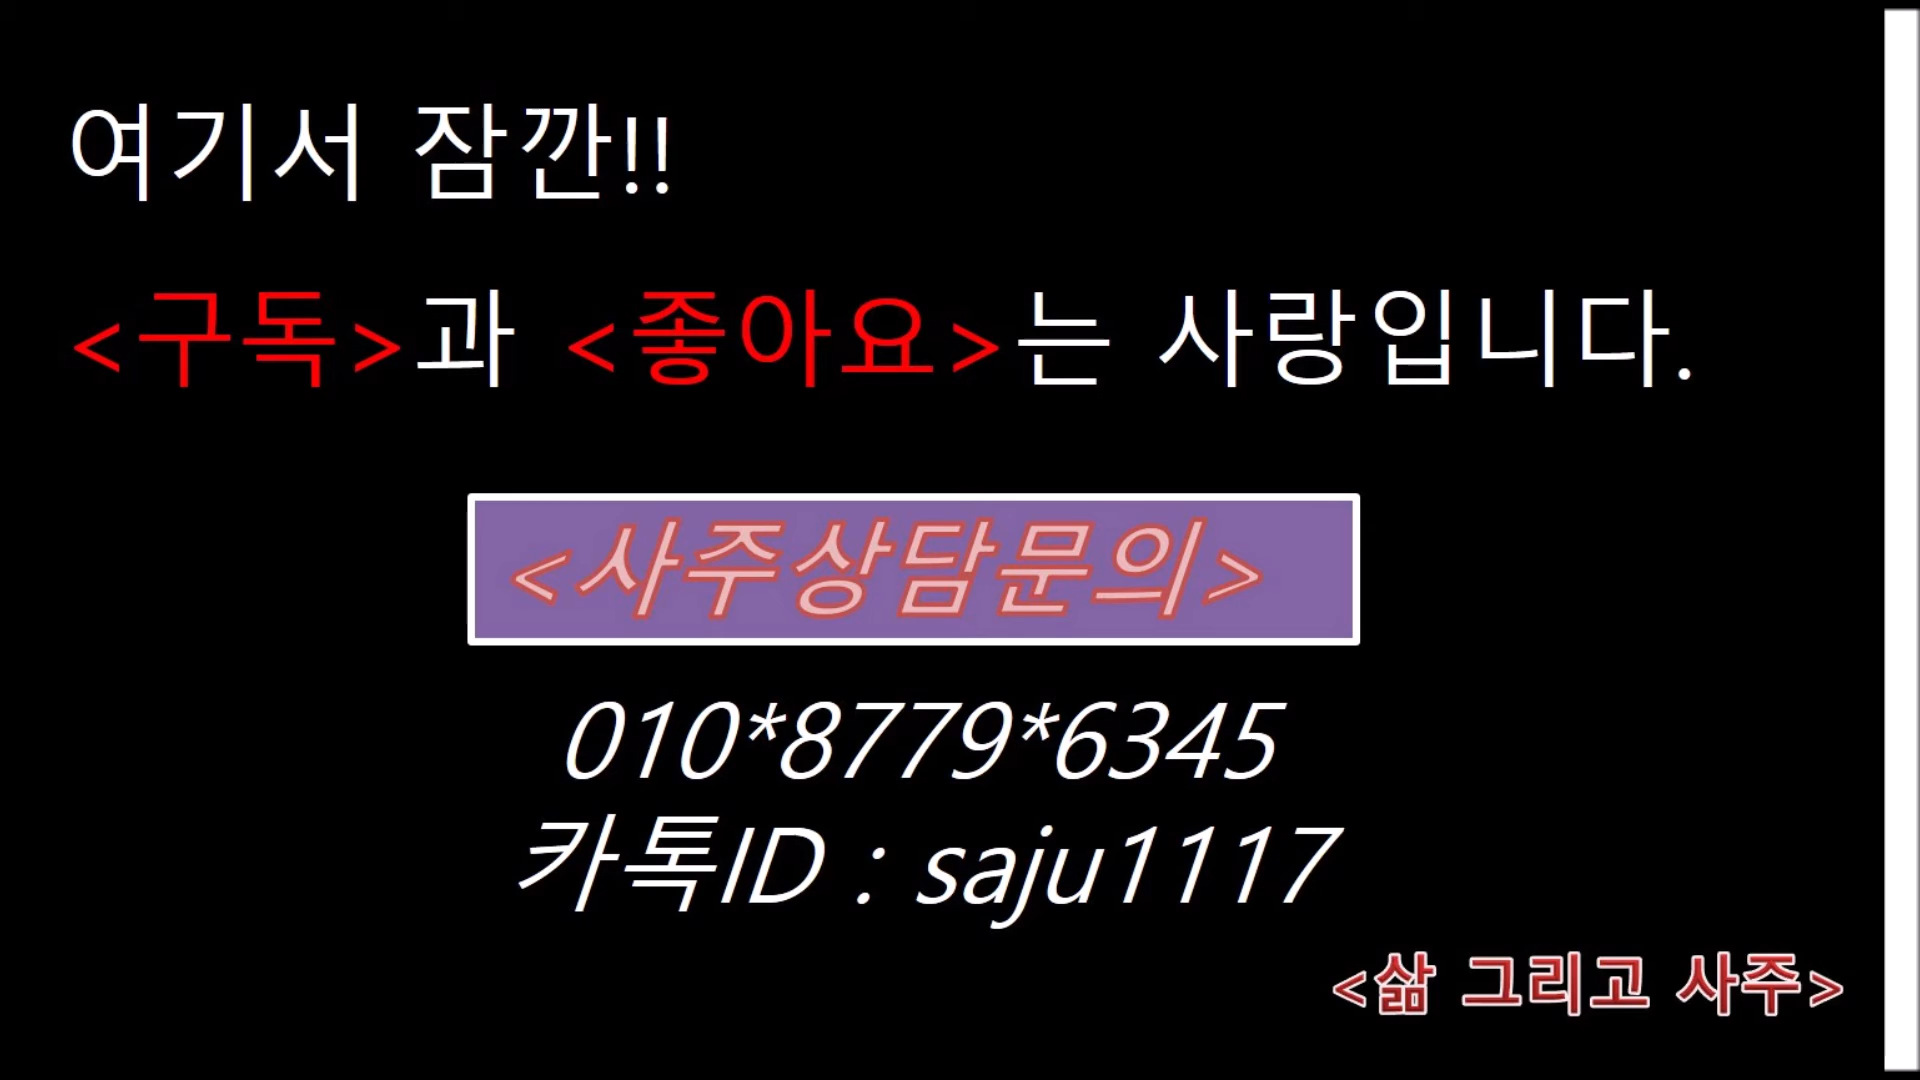 여기서 잠깐!!
<구독>과 <좋아요>는 사랑입니다.
<사주상담문의>
010*8779*6345
카톡ID : saju1117
<삶 그리고 사주>